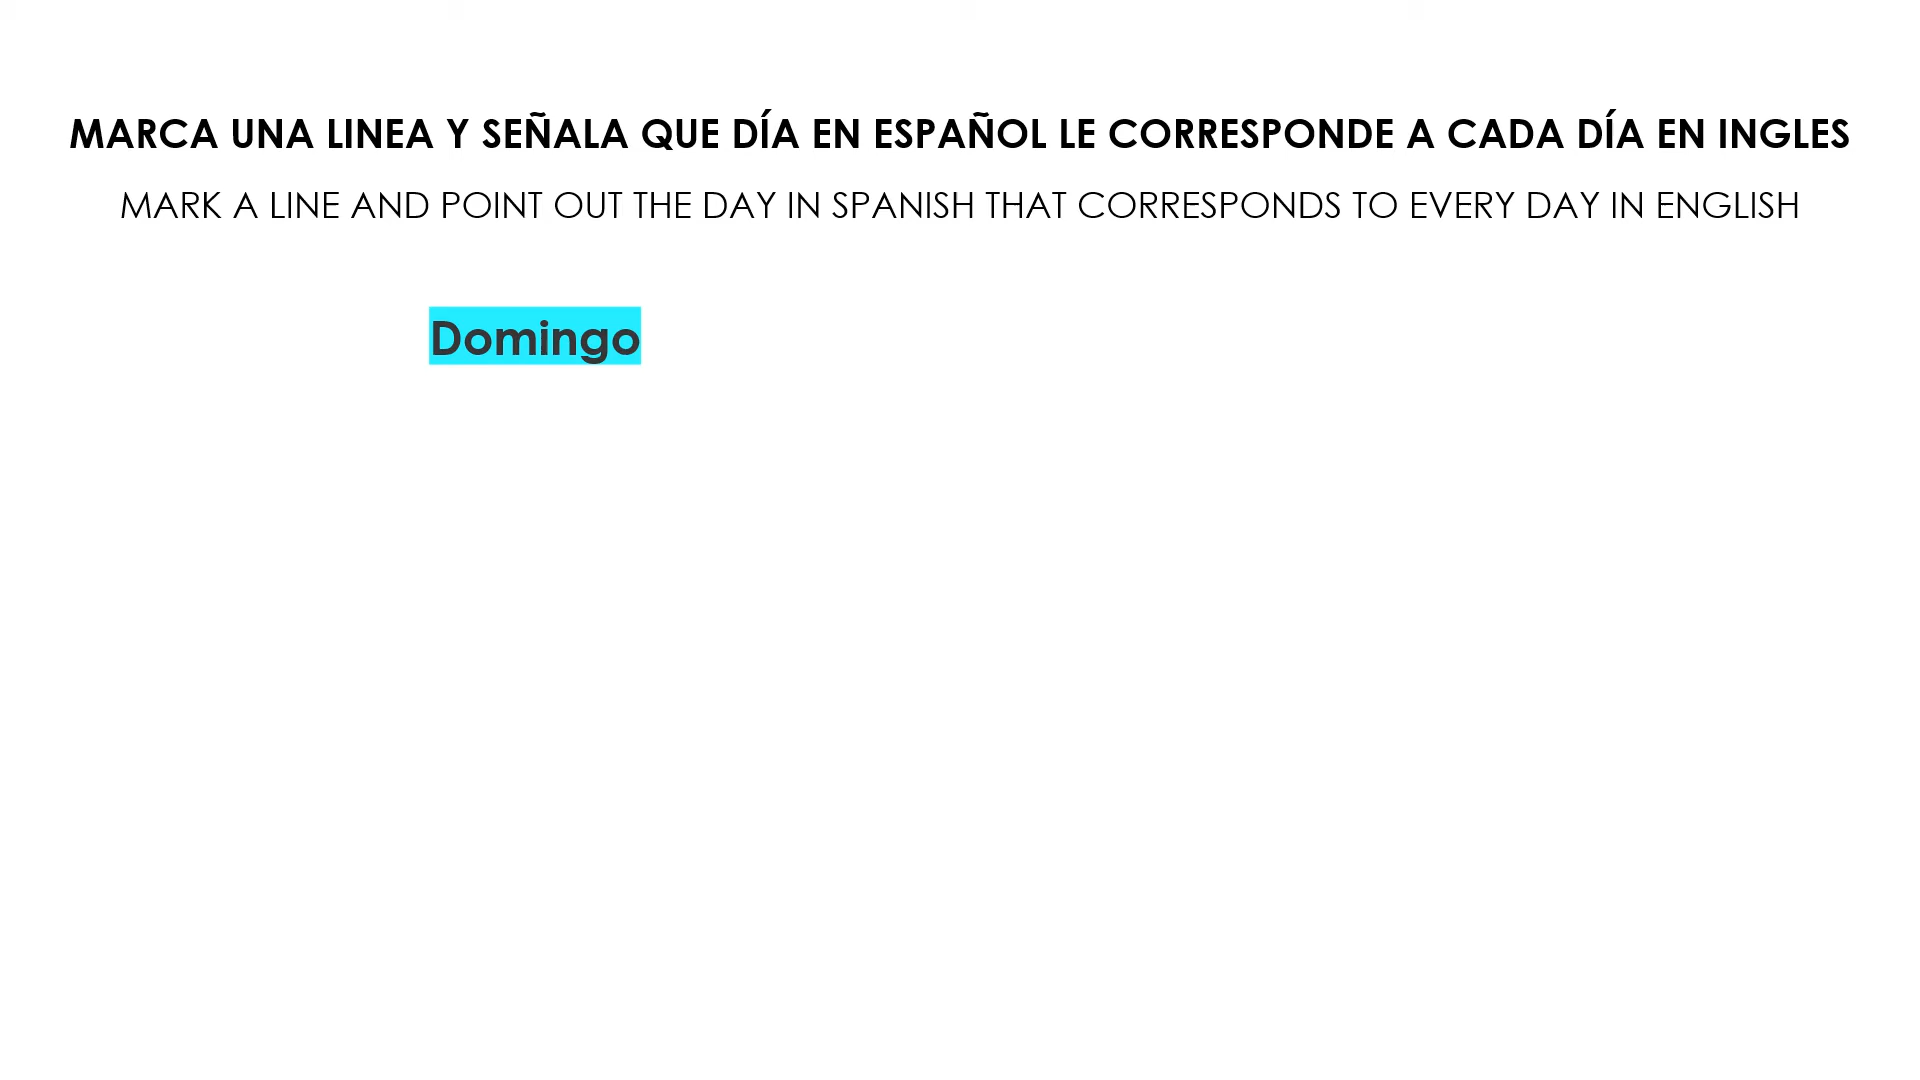 MARCA UNA LINEA Y SEÑALA QUE DÍA EN ESPAÑOL LE CORRESPONDE A CADA DÍA EN INGLES
MARK A LINE AND POINT OUT THE DAY IN SPANISH THAT CORRESPONDS TO EVERY DAY IN ENGLISH
Domingo